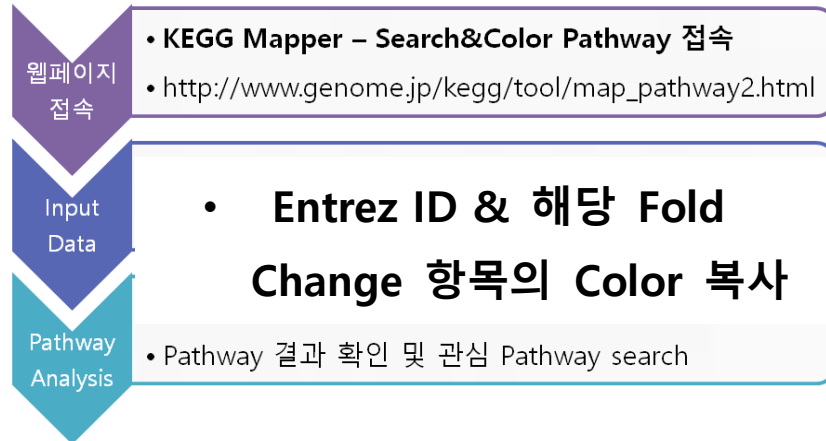 웹페이지
접속
• KEGG Mapper – Search&Color Pathway 접속
• http://www.genome.jp/kegg/tool/map_pathway2.html
Input
Data
• Entrez ID & 해당 Fold
Change 항목의 Color 복사
Pathway
Analysis
• Pathway 결과 확인 및 관심 Pathway search